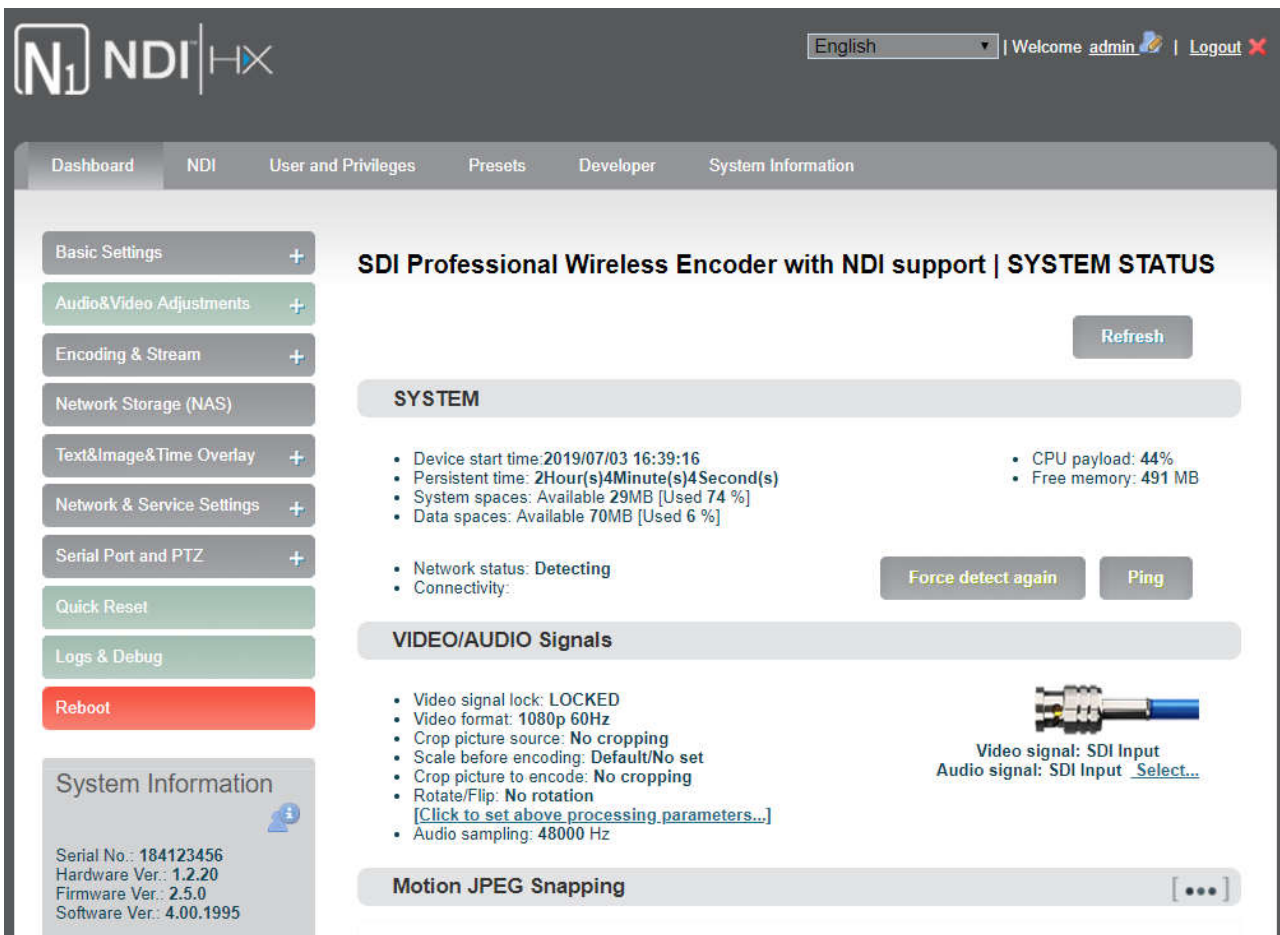 N1 NDI™ HX
English | Welcome admin | Logout
Dashboard NDI User and Privileges Presets Developer System Information
Basic Settings +
Audio&Video Adjustments +
Encoding & Stream +
Network Storage (NAS)
Text&Image&Time Overlay +
Network & Service Settings +
Serial Port and PTZ +
Quick Reset
Logs & Debug
Reboot
System Information
Serial No.: 184123456
Hardware Ver.: 1.2.20
Firmware Ver.: 2.5.0
Software Ver.: 4.00.1995
SDI Professional Wireless Encoder with NDI support | SYSTEM STATUS
Refresh
SYSTEM
• Device start time:2019/07/03 16:39:16
• Persistent time: 2Hour(s)4Minute(s)4Second(s)
• System spaces: Available 29MB [Used 74 %]
• Data spaces: Available 70MB [Used 6 %]
• CPU payload: 44%
• Free memory: 491 MB
• Network status: Detecting
• Connectivity:
Force detect again Ping
VIDEO/AUDIO Signals
• Video signal lock: LOCKED
• Video format: 1080p 60Hz
• Crop picture source: No cropping
• Scale before encoding: Default/No set
• Crop picture to encode: No cropping
• Rotate/Flip: No rotation
[Click to set above processing parameters...]
• Audio sampling: 48000 Hz
Video signal: SDI Input
Audio signal: SDI Input Select...
Motion JPEG Snapping [•••]